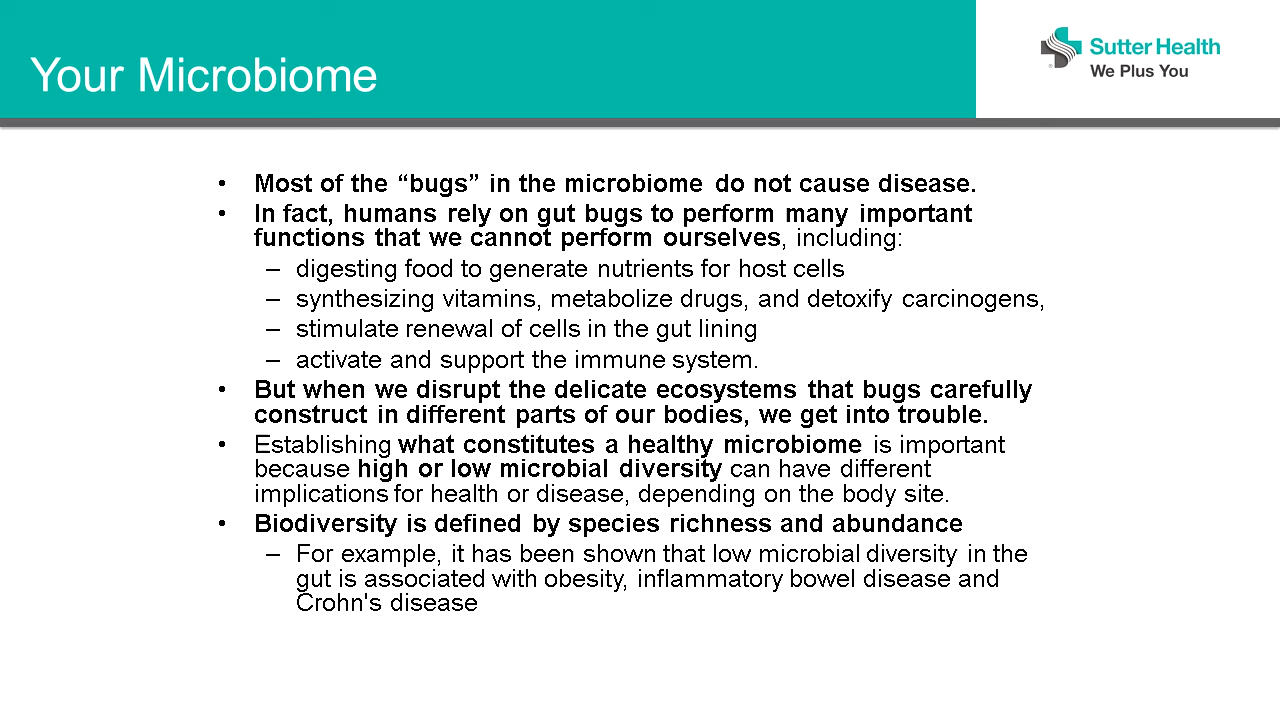 Your Microbiome
Sutter Health
We Plus You
• Most of the “bugs” in the microbiome do not cause disease.
• In fact, humans rely on gut bugs to perform many important
functions that we cannot perform ourselves, including:
– digesting food to generate nutrients for host cells
– synthesizing vitamins, metabolize drugs, and detoxify carcinogens,
– stimulate renewal of cells in the gut lining
– activate and support the immune system.
• But when we disrupt the delicate ecosystems that bugs carefully
construct in different parts of our bodies, we get into trouble.
• Establishing what constitutes a healthy microbiome is important
because high or low microbial diversity can have different
implications for health or disease, depending on the body site.
• Biodiversity is defined by species richness and abundance
– For example, it has been shown that low microbial diversity in the
gut is associated with obesity, inflammatory bowel disease and
Crohn's disease